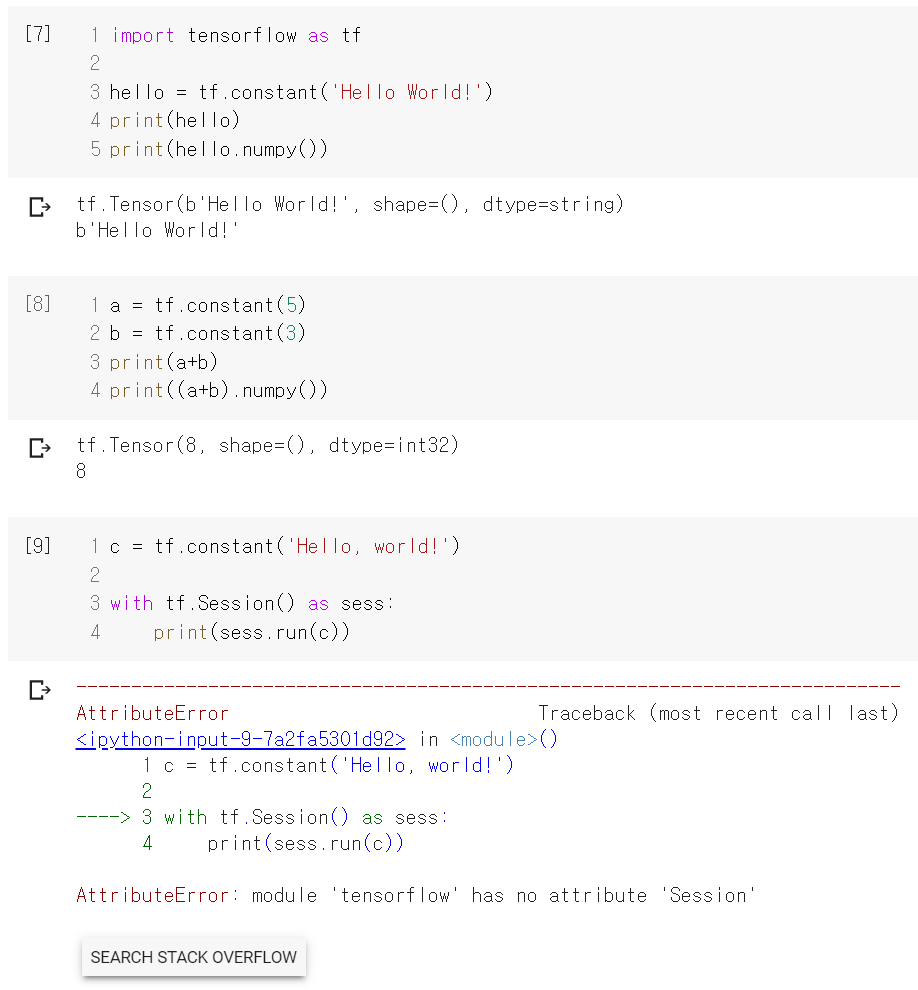 [7] 1 import tensorflow as tf
2
3 hello = tf.constant('Hello World!')
4 print(hello)
5 print(hello.numpy())
tf.Tensor(b'Hello World!', shape=(), dtype=string)
b'Hello World!'
[8] 1 a = tf.constant(5)
2 b = tf.constant(3)
3 print(a+b)
4 print((a+b).numpy())
tf.Tensor(8, shape=(), dtype=int32)
8
[9] 1 c = tf.constant('Hello, world!')
2
3 with tf.Session() as sess:
4     print(sess.run(c))
---------------------------------------------------------------------------
AttributeError                            Traceback (most recent call last)
<ipython-input-9-7a2fa5301d92> in <module>()
      1 c = tf.constant('Hello, world!')
      2
----> 3 with tf.Session() as sess:
      4     print(sess.run(c))
AttributeError: module 'tensorflow' has no attribute 'Session'
SEARCH STACK OVERFLOW